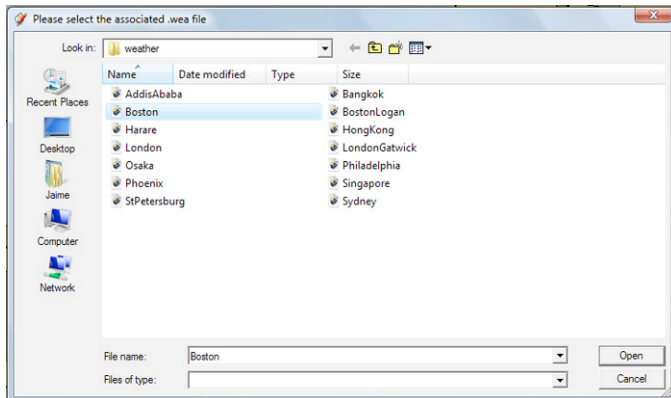 Please select the associated .wea file
Look in: weather
Name Date modified Type Size
AddisAbaba Bangkok
Boston BostonLogan
Harare HongKong
London LondonGatwick
Osaka Philadelphia
Phoenix Singapore
StPetersburg Sydney
Recent Places
Desktop
Jaime
Computer
Network
File name: Boston Open
Files of type: Cancel